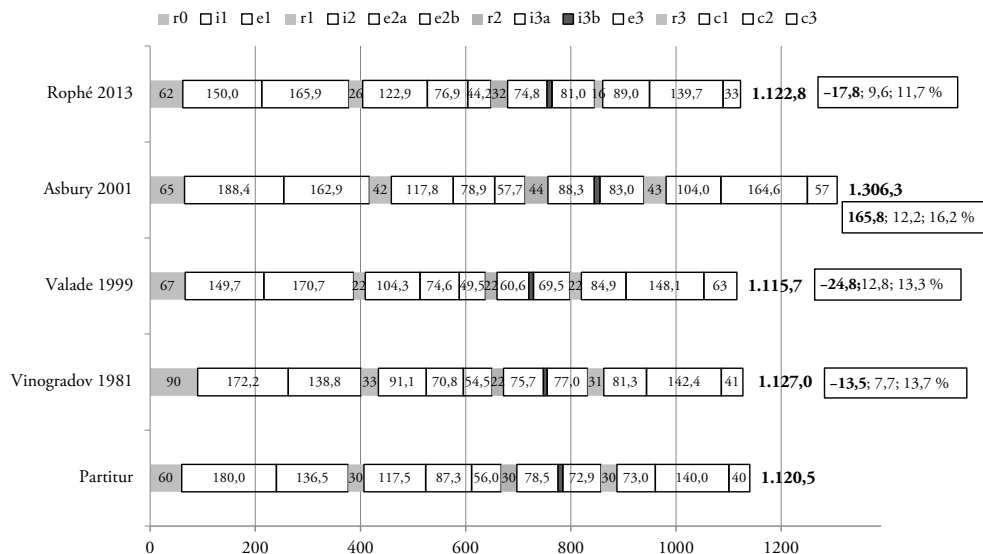 r0 i1 e1 r1 i2 e2a e2b r2 i3a i3b e3 r3 c1 c2 c3
Rophé 2013 62 150,0 165,9 26 122,9 76,9 44,2 32 74,8 81,0 16 89,0 139,7 33 1.122,8 –17,8; 9,6; 11,7 %
Asbury 2001 65 188,4 162,9 42 117,8 78,9 57,7 44 88,3 83,0 43 104,0 164,6 57 1.306,3
165,8; 12,2; 16,2 %
Valade 1999 67 149,7 170,7 22 104,3 74,6 49,5 22 60,6 69,5 22 84,9 148,1 63 1.115,7 –24,8;12,8; 13,3 %
Vinogradov 1981 90 172,2 138,8 33 91,1 70,8 54,5 22 75,7 77,0 31 81,3 142,4 41 1.127,0 –13,5; 7,7; 13,7 %
Partitur 60 180,0 136,5 30 117,5 87,3 56,0 30 78,5 72,9 30 73,0 140,0 40 1.120,5
0 200 400 600 800 1000 1200